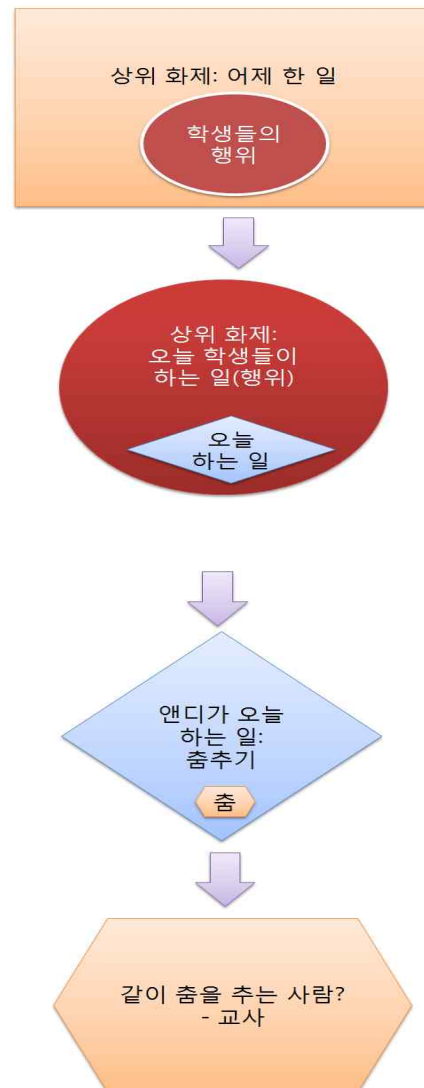 상위 화제: 어제 한 일
학생들의
행위
상위 화제:
오늘 학생들이
하는 일(행위)
오늘
하는 일
앤디가 오늘
하는 일:
춤추기
춤
같이 춤을 추는 사람?
- 교사